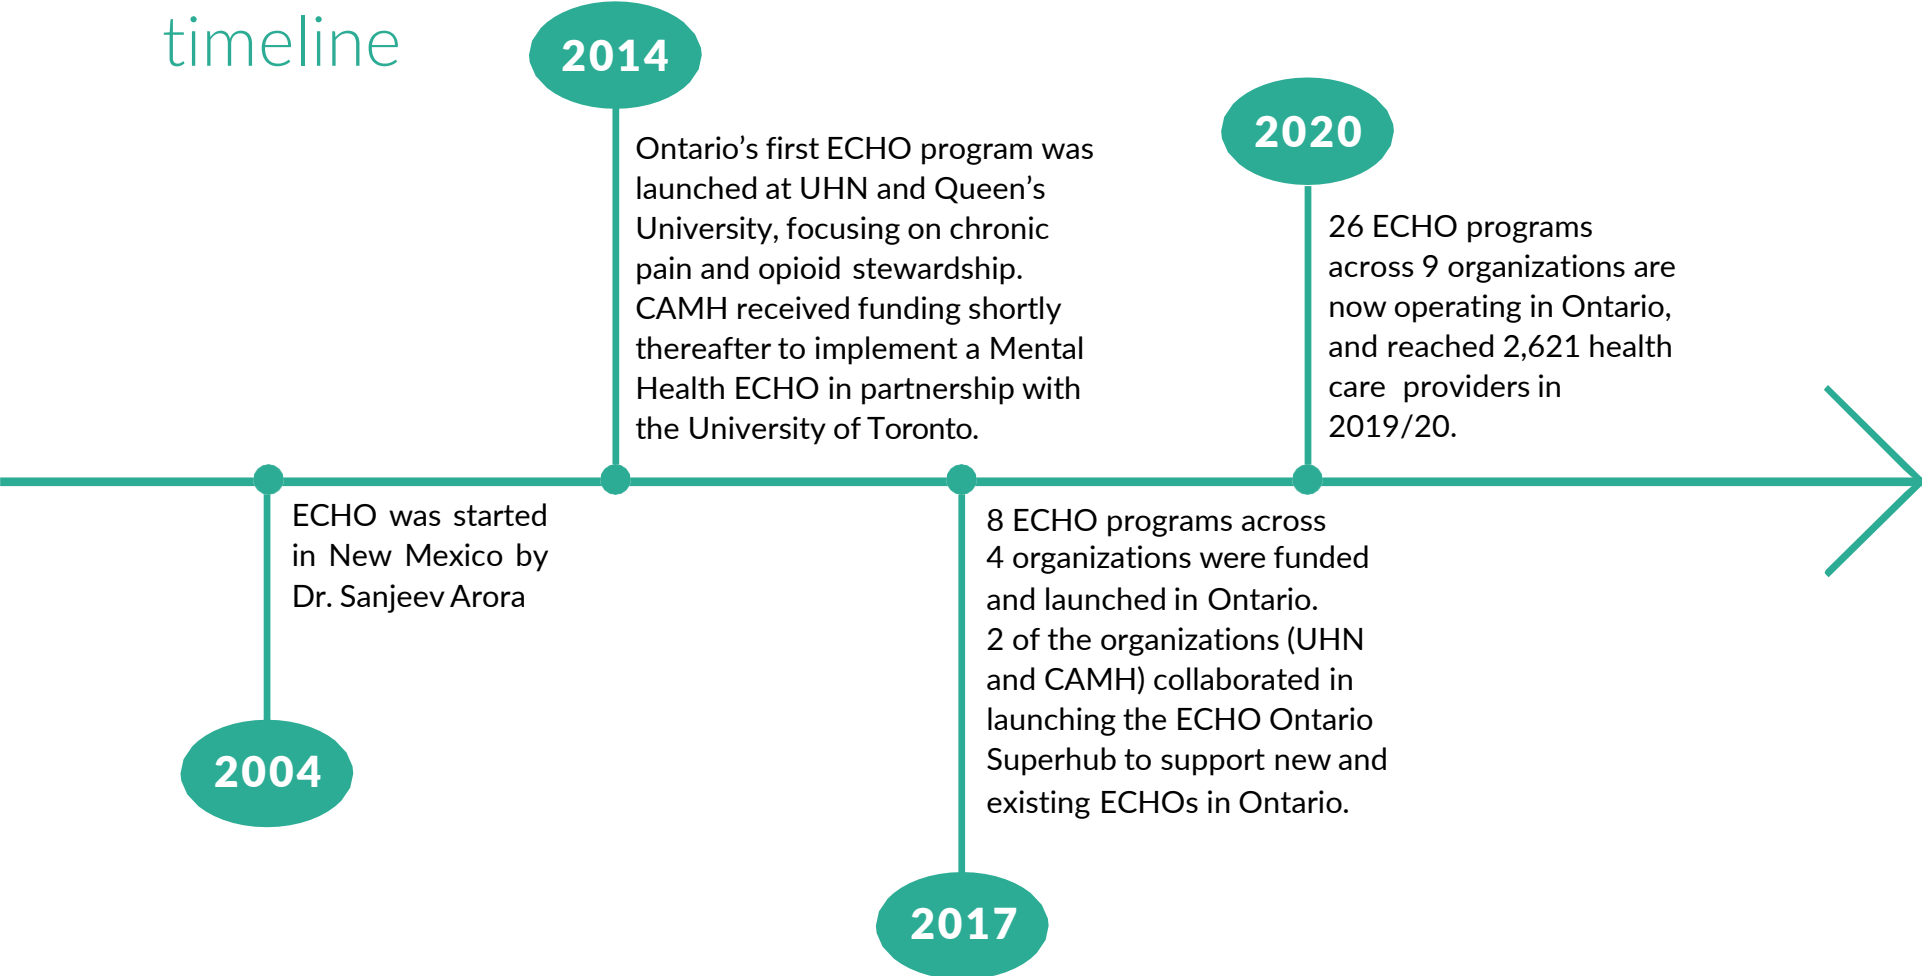 timeline
2014
Ontario’s first ECHO program was
launched at UHN and Queen’s
University, focusing on chronic
pain and opioid stewardship.
CAMH received funding shortly
thereafter to implement a Mental
Health ECHO in partnership with
the University of Toronto.
2020
26 ECHO programs
across 9 organizations are
now operating in Ontario,
and reached 2,621 health
care providers in
2019/20.
ECHO was started
in New Mexico by
Dr. Sanjeev Arora
2004
8 ECHO programs across
4 organizations were funded
and launched in Ontario.
2 of the organizations (UHN
and CAMH) collaborated in
launching the ECHO Ontario
Superhub to support new and
existing ECHOs in Ontario.
2017